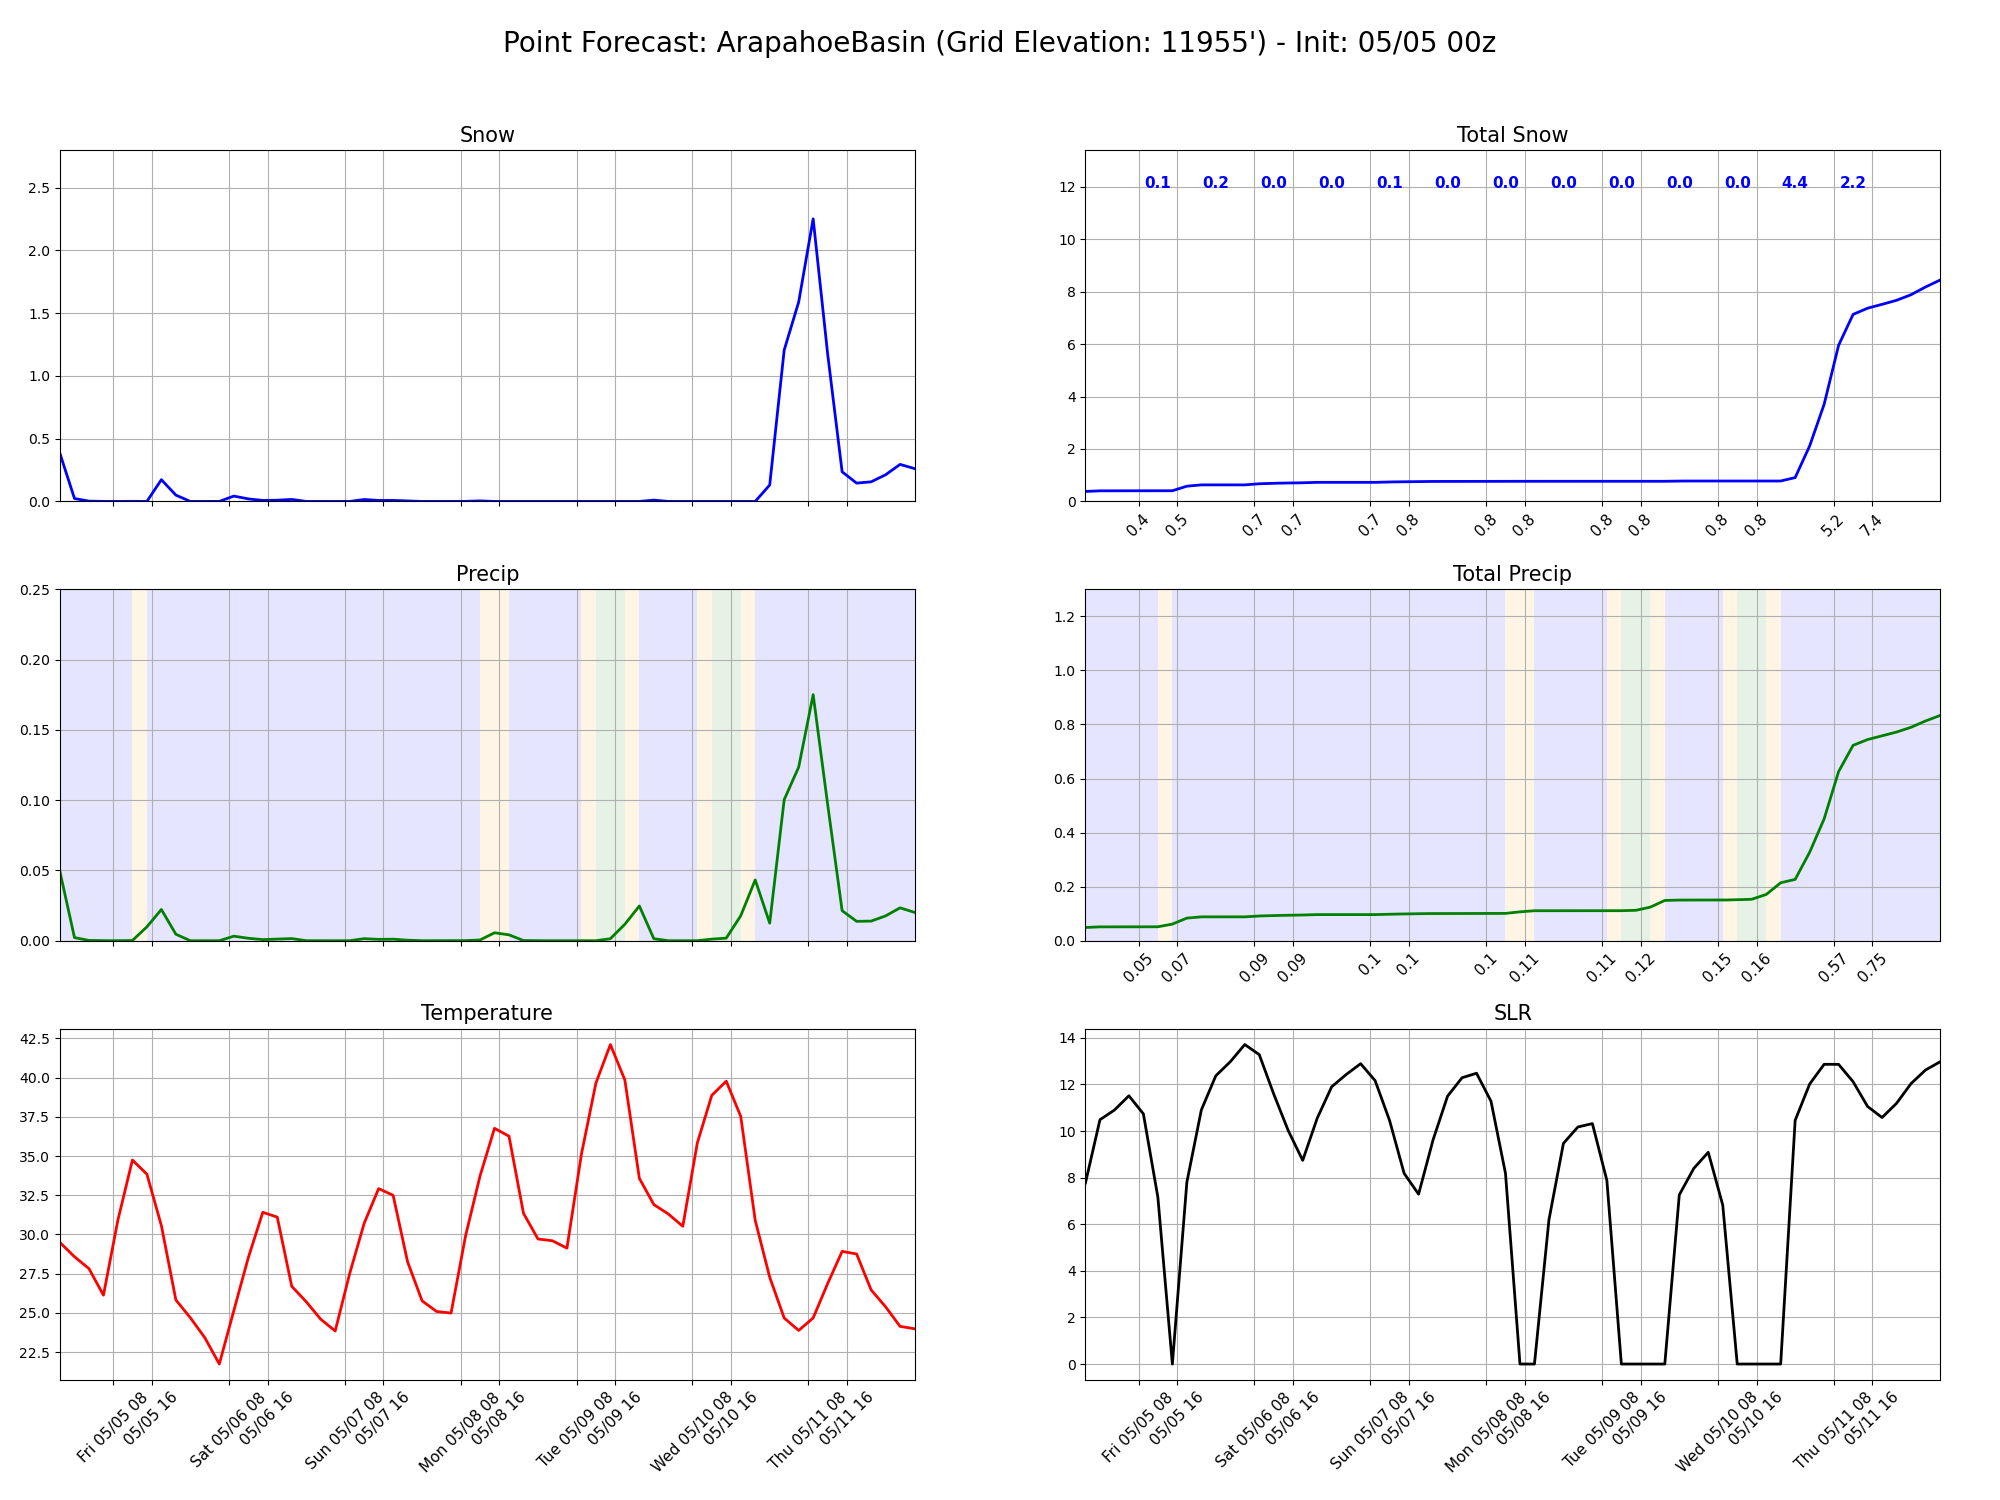 Point Forecast: ArapahoeBasin (Grid Elevation: 11955') - Init: 05/05 00z
Snow
2.5
2.0
1.5
1.0
0.5
0.0
Total Snow
0.1 0.2 0.0 0.0 0.1 0.0 0.0 0.0 0.0 0.0 0.0 4.4 2.2
12
10
8
6
4
2
0
0.4 0.5 0.7 0.7 0.7 0.8 0.8 0.8 0.8 0.8 0.8 0.8 5.2 7.4
Precip
0.25
0.20
0.15
0.10
0.05
0.00
Total Precip
1.2
1.0
0.8
0.6
0.4
0.2
0.0
0.05 0.07 0.09 0.09 0.1 0.1 0.1 0.11 0.11 0.12 0.15 0.16 0.57 0.75
Temperature
42.5
40.0
37.5
35.0
32.5
30.0
27.5
25.0
22.5
Fri 05/05 08
05/05 16
Sat 05/06 08
05/06 16
Sun 05/07 08
05/07 16
Mon 05/08 08
05/08 16
Tue 05/09 08
05/09 16
Wed 05/10 08
05/10 16
Thu 05/11 08
05/11 16
SLR
14
12
10
8
6
4
2
0
Fri 05/05 08
05/05 16
Sat 05/06 08
05/06 16
Sun 05/07 08
05/07 16
Mon 05/08 08
05/08 16
Tue 05/09 08
05/09 16
Wed 05/10 08
05/10 16
Thu 05/11 08
05/11 16